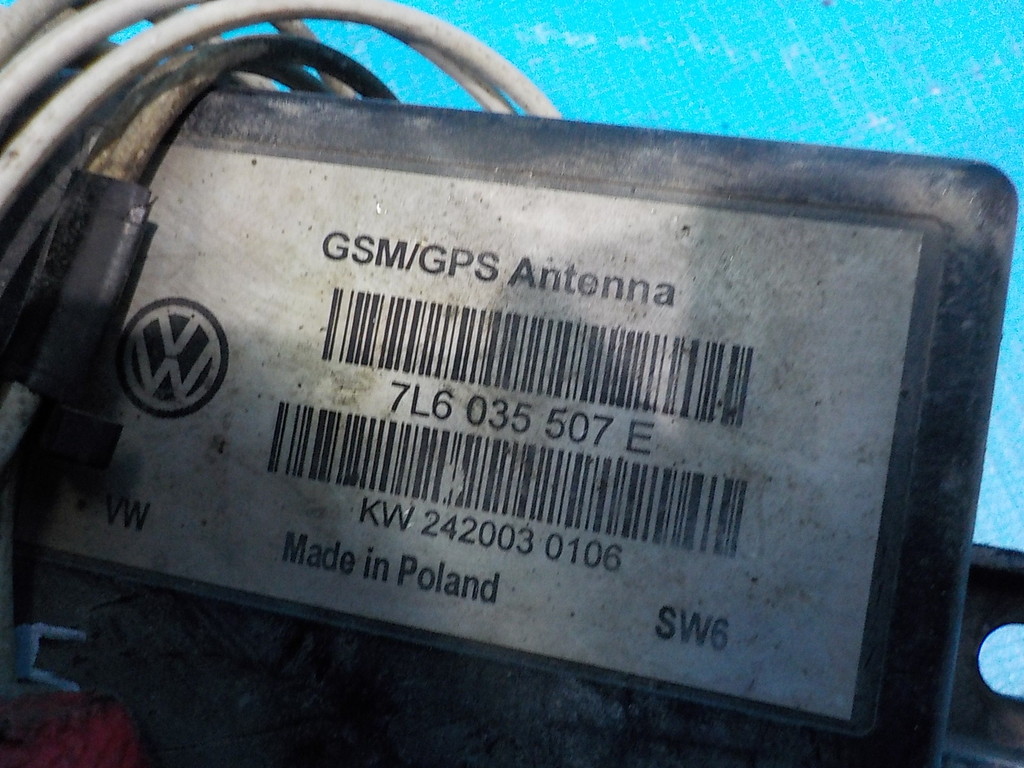 GSM/GPS Antenna
7L6 035 507 E
KW 242003 0106
VW
Made in Poland
SW6